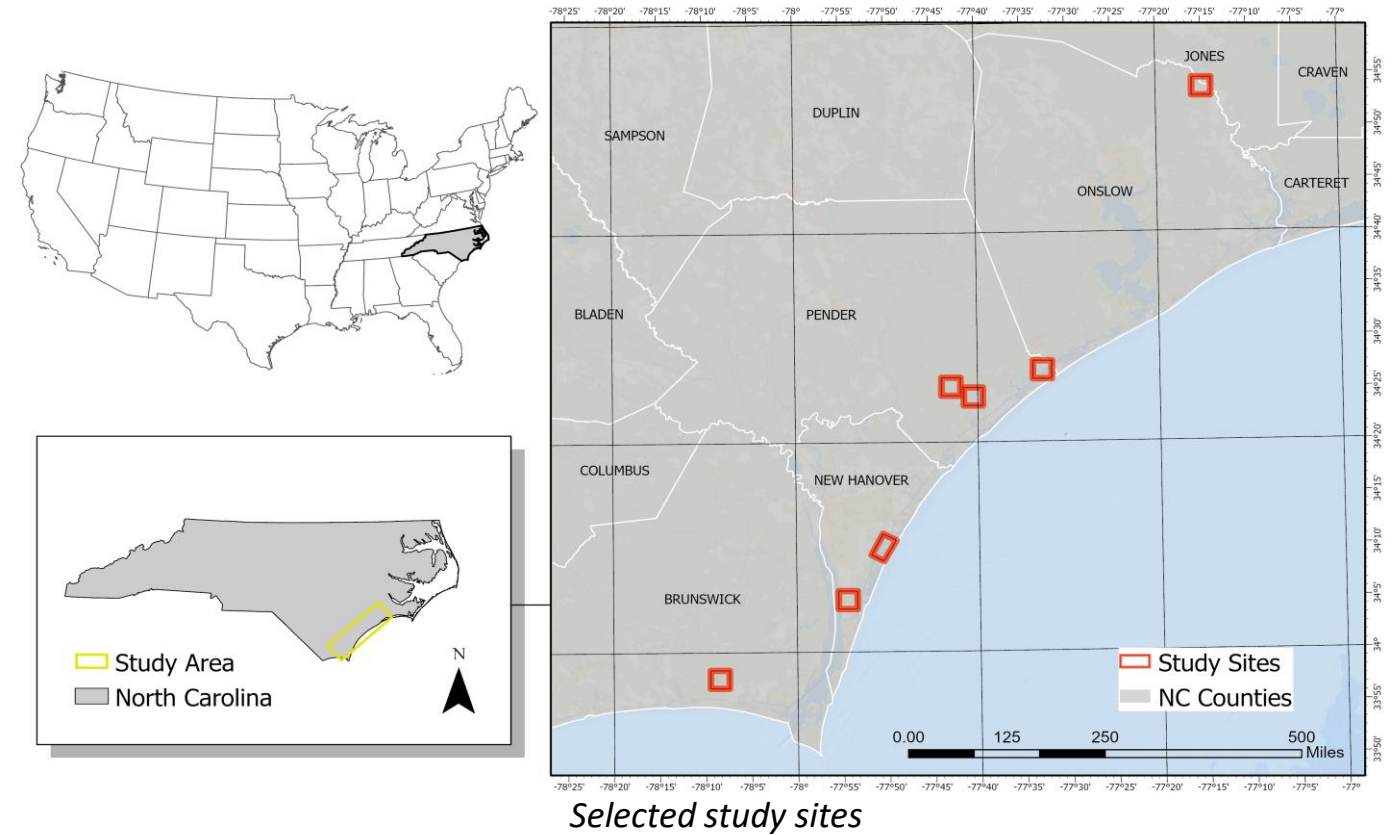 -78°25' -78°20' -78°15' -78°10' -78°5' -78° -77°55' -77°50' -77°45' -77°40' -77°35' -77°30' -77°25' -77°20' -77°15' -77°10' -77°5' -77°
JONES
CRAVEN
DUPLIN
SAMPSON
ONSLOW
CARTERET
BLADEN
PENDER
COLUMBUS
NEW HANOVER
BRUNSWICK
34°55'
34°50'
34°45'
34°40'
34°35'
34°30'
34°25'
34°20'
34°15'
34°10'
34°5'
34°
33°55'
33°50'
Study Area
North Carolina
N
Study Sites
NC Counties
0.00 125 250 500
Miles
-78°25' -78°20' -78°15' -78°10' -78°5' -78° -77°55' -77°50' -77°45' -77°40' -77°35' -77°30' -77°25' -77°20' -77°15' -77°10' -77°5' -77°
Selected study sites